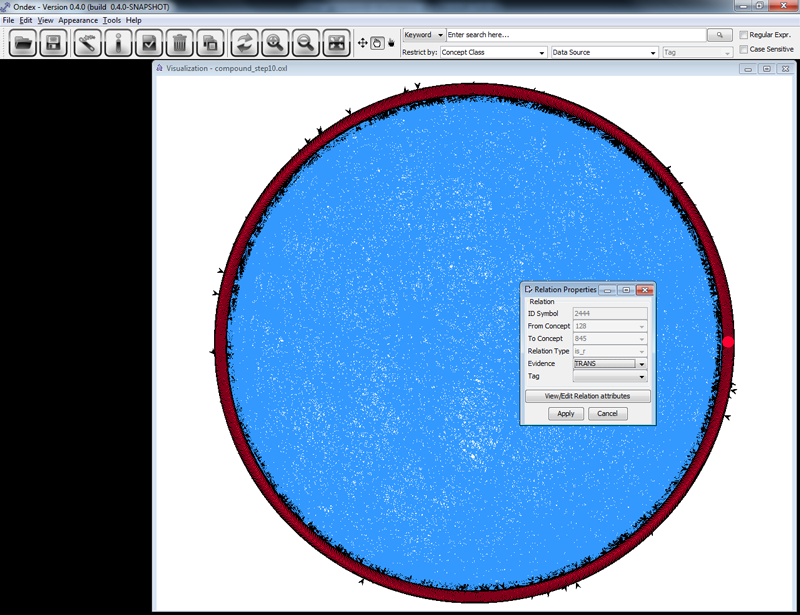 Ondex - Version 0.4.0 (build 0.4.0-SNAPSHOT)
File Edit View Appearance Tools Help
Keyword Enter search here... Regular Expr.
Restrict by: Concept Class Data Source Tag Case Sensitive
Visualization - compound_step10.oxl
Relation Properties
Relation
ID Symbol 2444
From Concept 128
To Concept 845
Relation Type is_r
Evidence TRANS
Tag
View/Edit Relation attributes
Apply Cancel